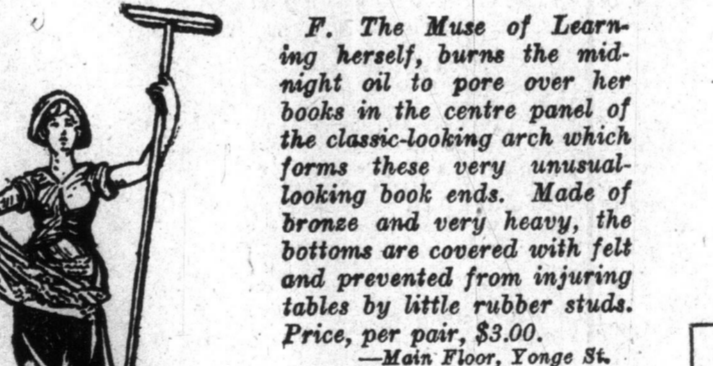 F. The Muse of Learn-
ing herself, burns the mid-
night oil to pore over her
books in the centre panel of
the classic-looking arch which
forms these very unusual-
looking book ends. Made of
bronze and very heavy, the
bottoms are covered with felt
and prevented from injuring
tables by little rubber studs.
Price, per pair, $3.00.
—Main Floor, Yonge St.